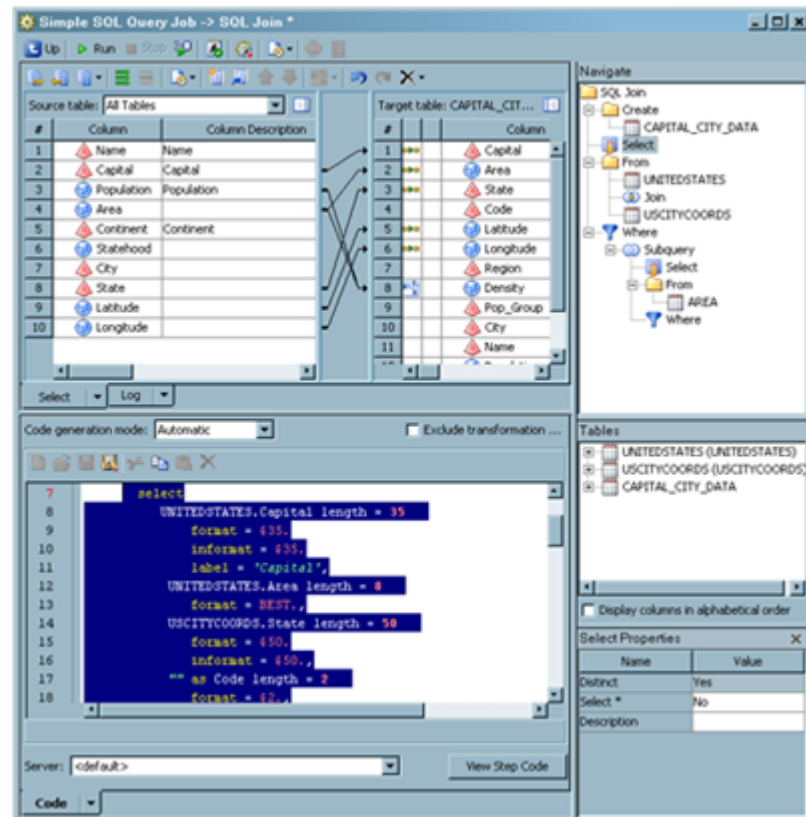 Simple SQL Query Job -> SQL Join *
Up Run Stop
Source table: All Tables
# Column Column Description
1 Name Name
2 Capital Capital
3 Population Population
4 Area
5 Continent Continent
6 Statehood
7 City
8 State
9 Latitude
10 Longitude
Target table: CAPITAL_CIT...
# Column
1 Capital
2 Area
3 State
4 Code
5 Latitude
6 Longitude
7 Region
8 Density
9 Pop_Group
10 City
11 Name
Select Log
Navigate
SQL Join
Create
CAPITAL_CITY_DATA
Select
From
UNITEDSTATES
Join
USCITYCOORDS
Where
Subquery
Select
From
AREA
Where
Code generation mode: Automatic Exclude transformation ...
7 select
8 UNITEDSTATES.Capital length = 35
9 format = $35.
10 informat = $35.
11 label = 'Capital',
12 UNITEDSTATES.Area length = 8
13 format = BEST.,
14 USCITYCOORDS.State length = 50
15 format = $50.
16 informat = $50.,
17 "" as Code length = 2
18 format = $2.,
Server: <default> View Step Code
Code
Tables
UNITEDSTATES (UNITEDSTATES)
USCITYCOORDS (USCITYCOORDS)
CAPITAL_CITY_DATA
Display columns in alphabetical order
Select Properties
Name Value
Distinct Yes
Select * No
Description